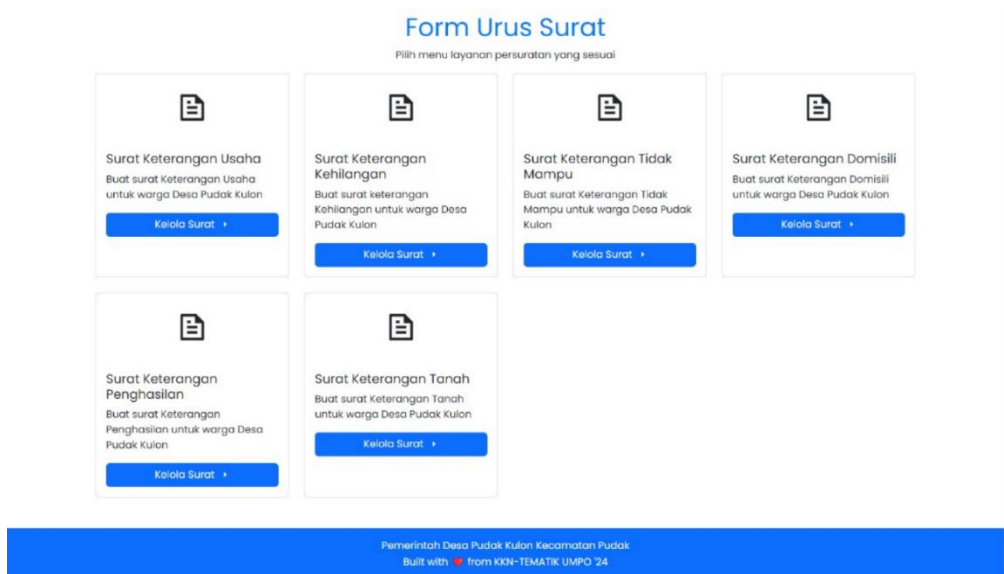 Form Urus Surat
Pilih menu layanan persuratan yang sesuai
Surat Keterangan Usaha
Buat surat Keterangan Usaha
untuk warga Desa Pudak Kulon
Kelola Surat
Surat Keterangan
Kehilangan
Buat surat keterangan
Kehilangan untuk warga Desa
Pudak Kulon
Kelola Surat
Surat Keterangan Tidak
Mampu
Buat surat Keterangan Tidak
Mampu untuk warga Desa Pudak
Kulon
Kelola Surat
Surat Keterangan Domisili
Buat surat Keterangan Domisili
untuk warga Desa Pudak Kulon
Kelola Surat
Surat Keterangan
Penghasilan
Buat surat Keterangan
Penghasilan untuk warga Desa
Pudak Kulon
Kelola Surat
Surat Keterangan Tanah
Buat surat Keterangan Tanah
untuk warga Desa Pudak Kulon
Kelola Surat
Pemerintah Desa Pudak Kulon Kecamatan Pudak
Built with ❤ from KKN-TEMATIK UMPO '24